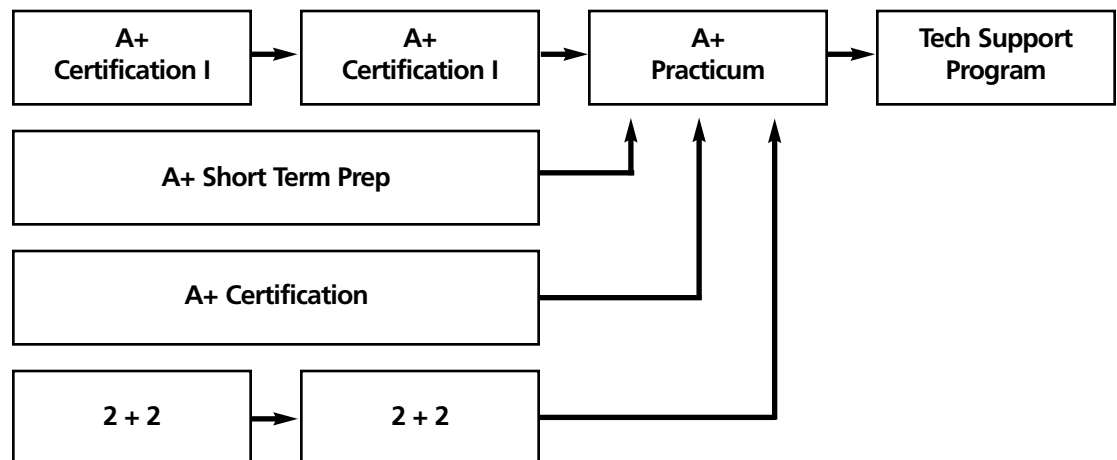 A+
Certification I
A+
Certification I
A+
Practicum
Tech Support
Program
A+ Short Term Prep
A+ Certification
2 + 2
2 + 2